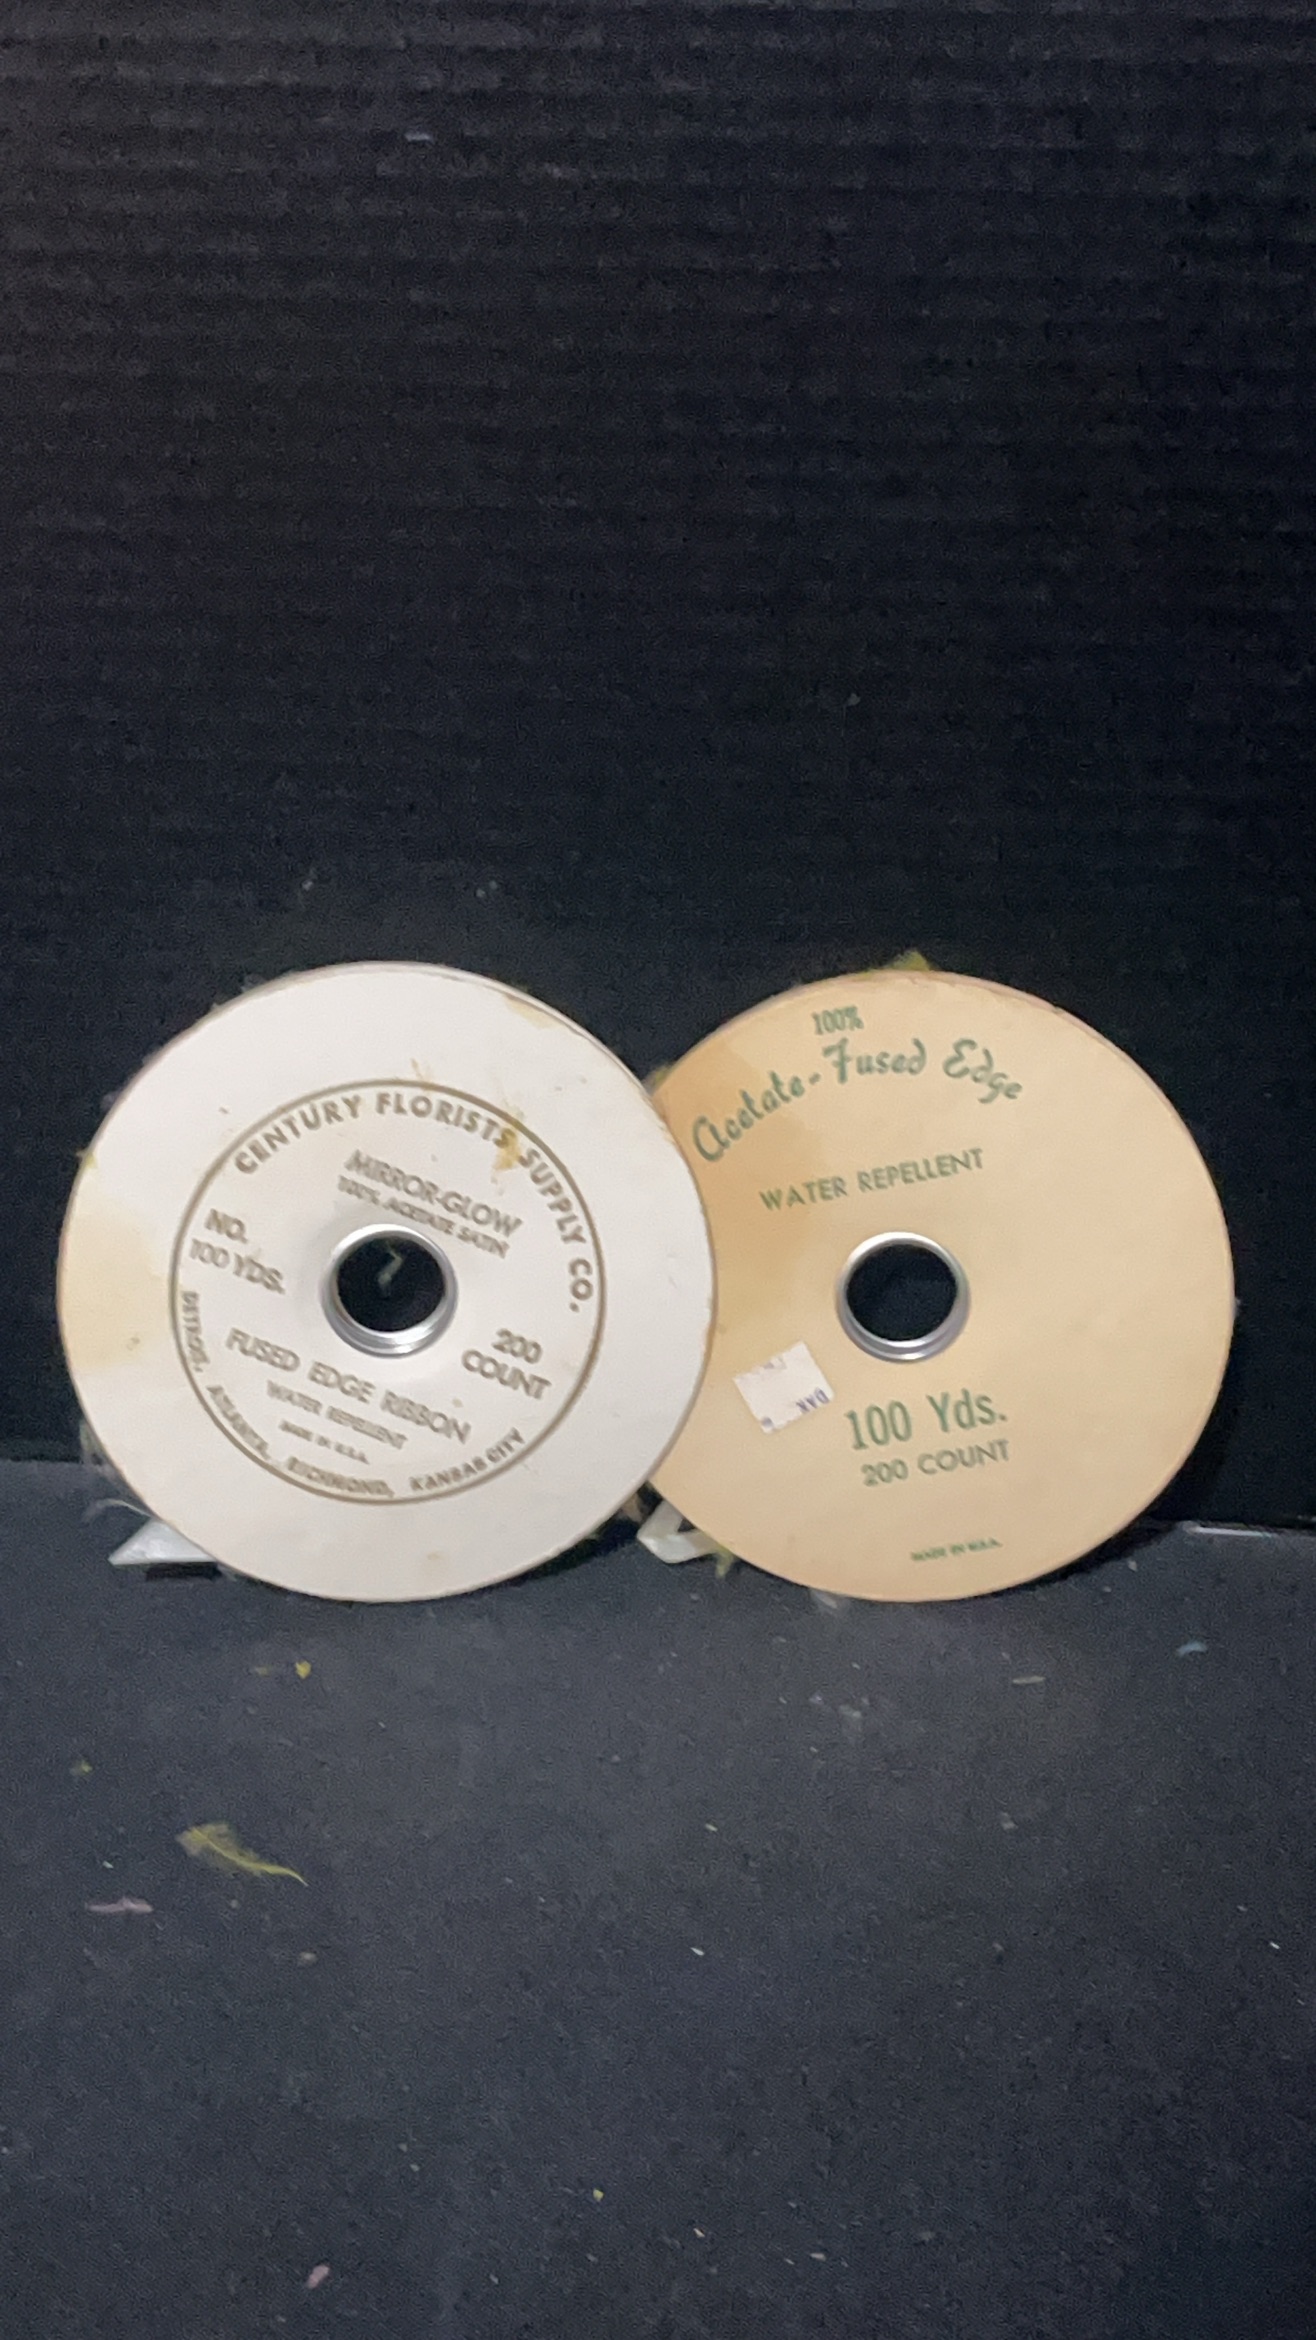 CENTURY FLORISTS SUPPLY CO.
MIRROR-GLOW
100% ACETATE SATIN
NO.
100 YDS.
200
COUNT
FUSED EDGE RIBBON
WATER REPELLENT
MADE IN U.S.A.
DETROIT, ATLANTA, RICHMOND, KANSAS CITY
100%
Acetate-Fused Edge
WATER REPELLENT
100 Yds.
200 COUNT
MADE IN U.S.A.